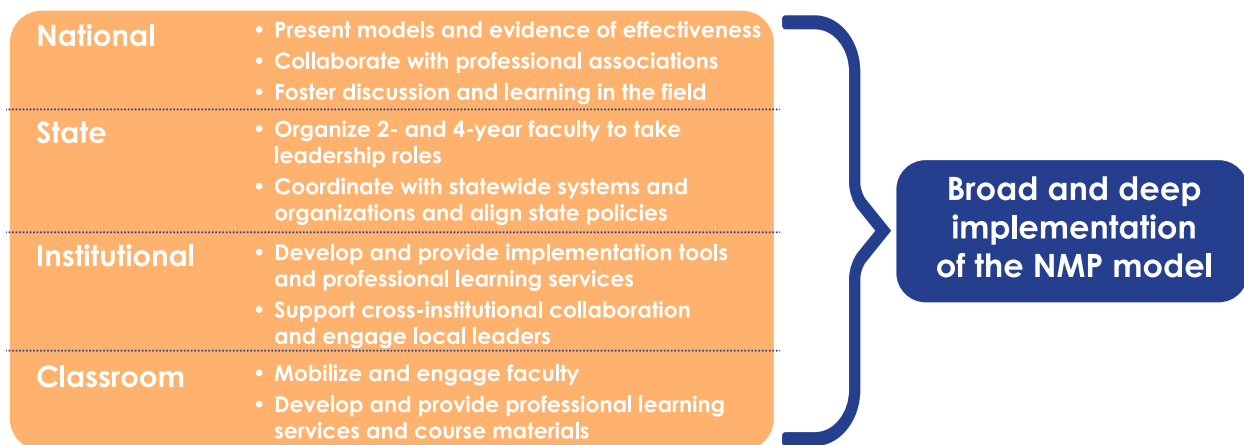 National
• Present models and evidence of effectiveness
• Collaborate with professional associations
• Foster discussion and learning in the field
State
• Organize 2- and 4-year faculty to take
leadership roles
• Coordinate with statewide systems and
organizations and align state policies
Institutional
• Develop and provide implementation tools
and professional learning services
• Support cross-institutional collaboration
and engage local leaders
Classroom
• Mobilize and engage faculty
• Develop and provide professional learning
services and course materials
Broad and deep
implementation
of the NMP model